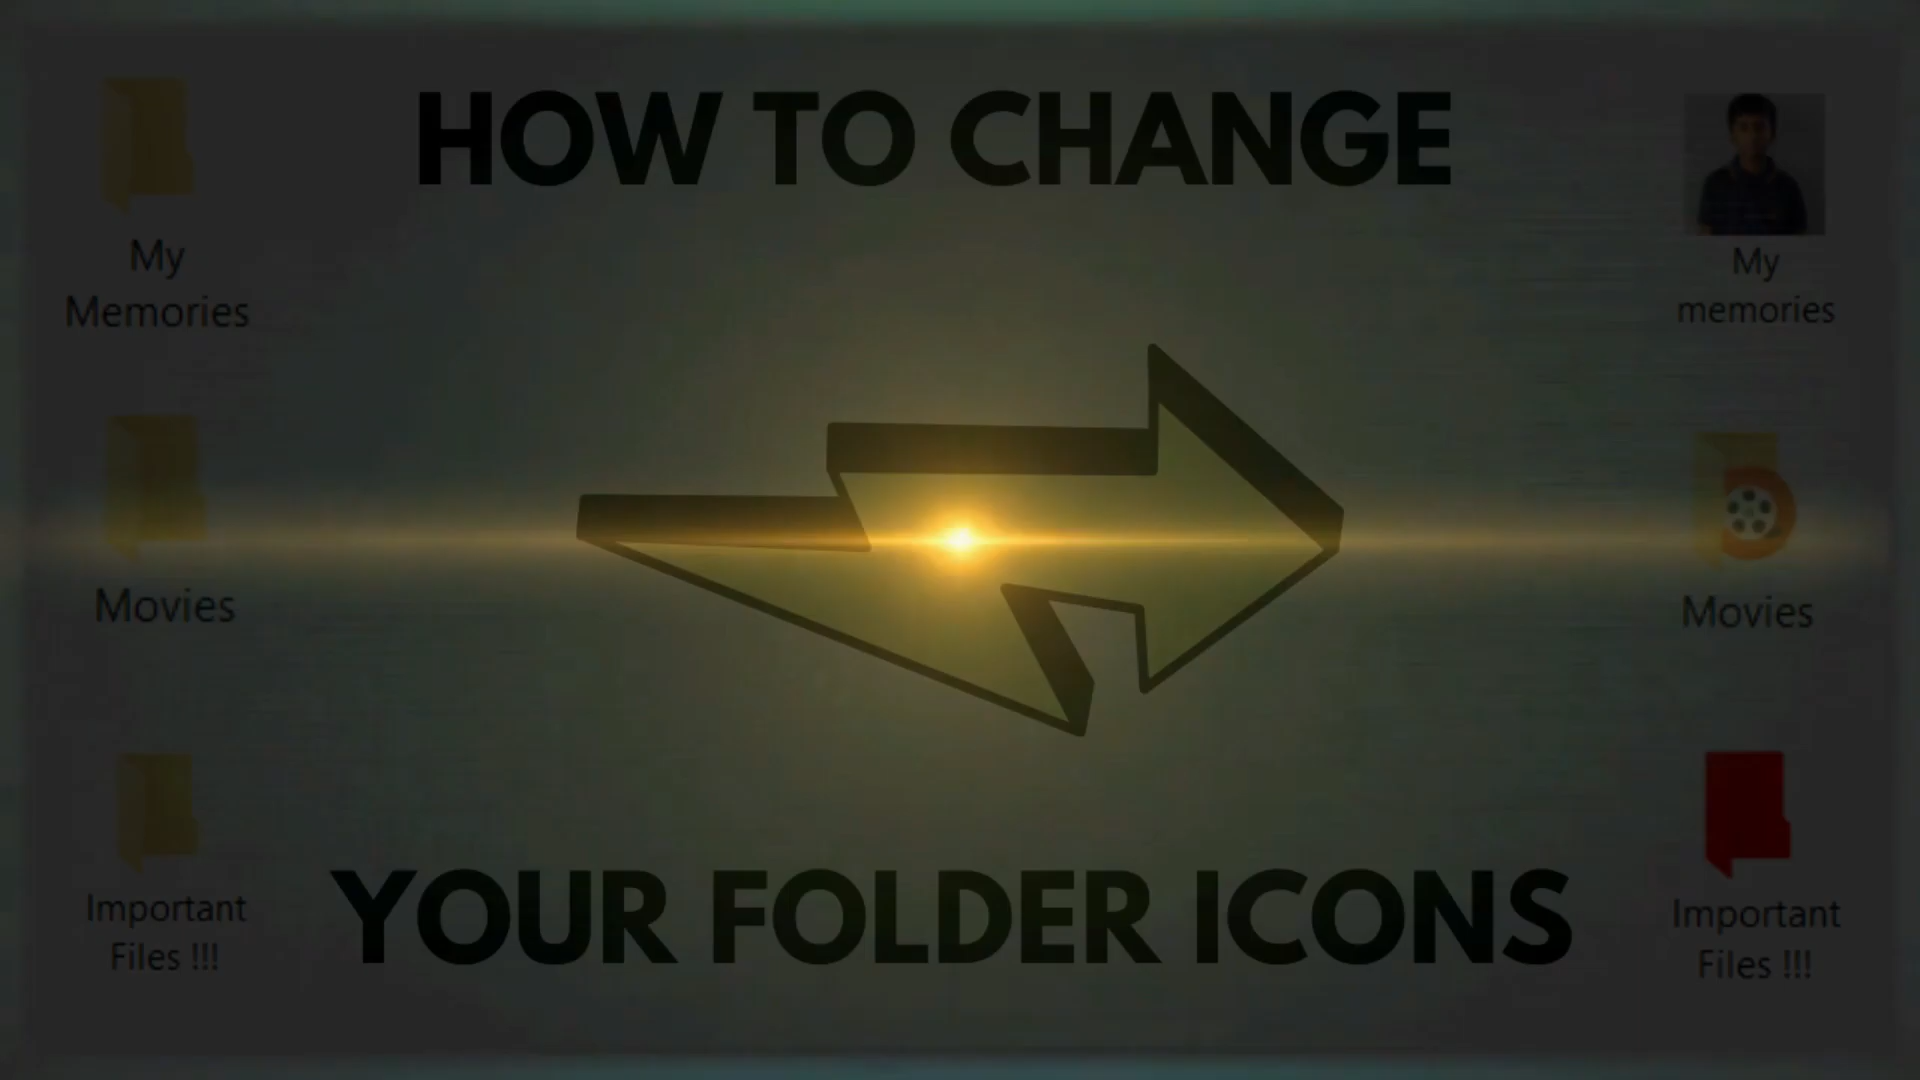 HOW TO CHANGE
My
Memories
My
memories
Movies
Movies
Important
Files !!!
Important
Files !!!
YOUR FOLDER ICONS